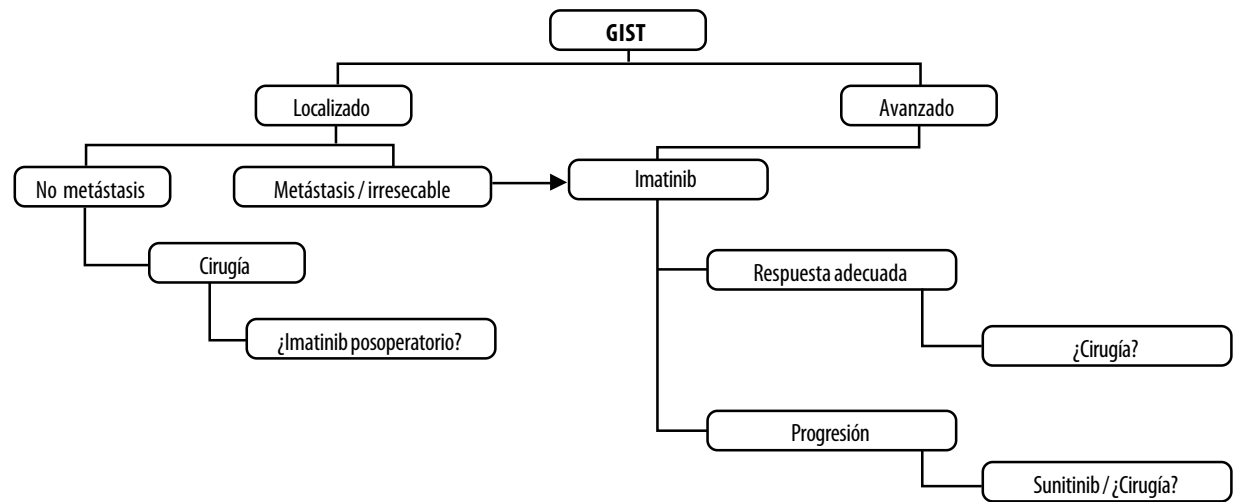 GIST
Localizado
Avanzado
No metástasis
Metástasis / irresecable
Imatinib
Cirugía
Respuesta adecuada
¿Imatinib posoperatorio?
¿Cirugía?
Progresión
Sunitinib / ¿Cirugía?